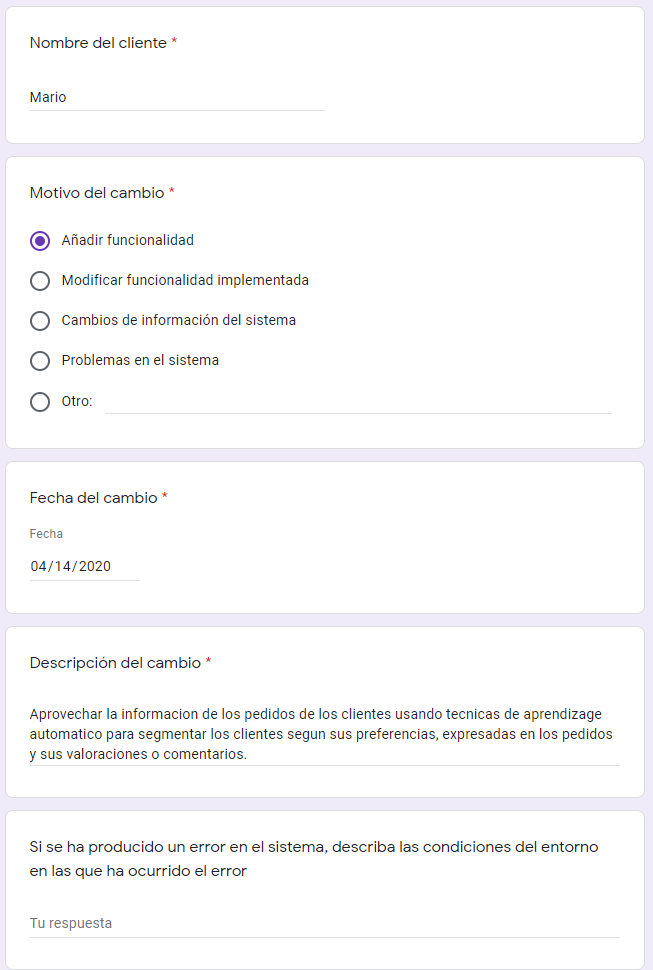 Nombre del cliente *
Mario
Motivo del cambio *
Añadir funcionalidad
Modificar funcionalidad implementada
Cambios de información del sistema
Problemas en el sistema
Otro:
Fecha del cambio *
Fecha
04/14/2020
Descripción del cambio *
Aprovechar la informacion de los pedidos de los clientes usando tecnicas de aprendizage
automatico para segmentar los clientes segun sus preferencias, expresadas en los pedidos
y sus valoraciones o comentarios.
Si se ha producido un error en el sistema, describa las condiciones del entorno
en las que ha ocurrido el error
Tu respuesta